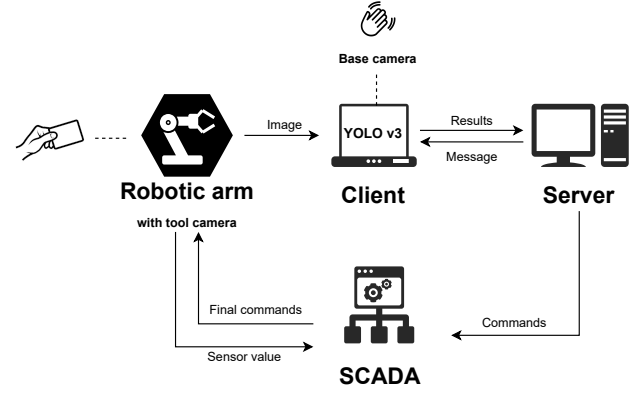 Base camera
Image
YOLO v3
Results
Message
Robotic arm
with tool camera
Client
Server
Final commands
Sensor value
Commands
SCADA